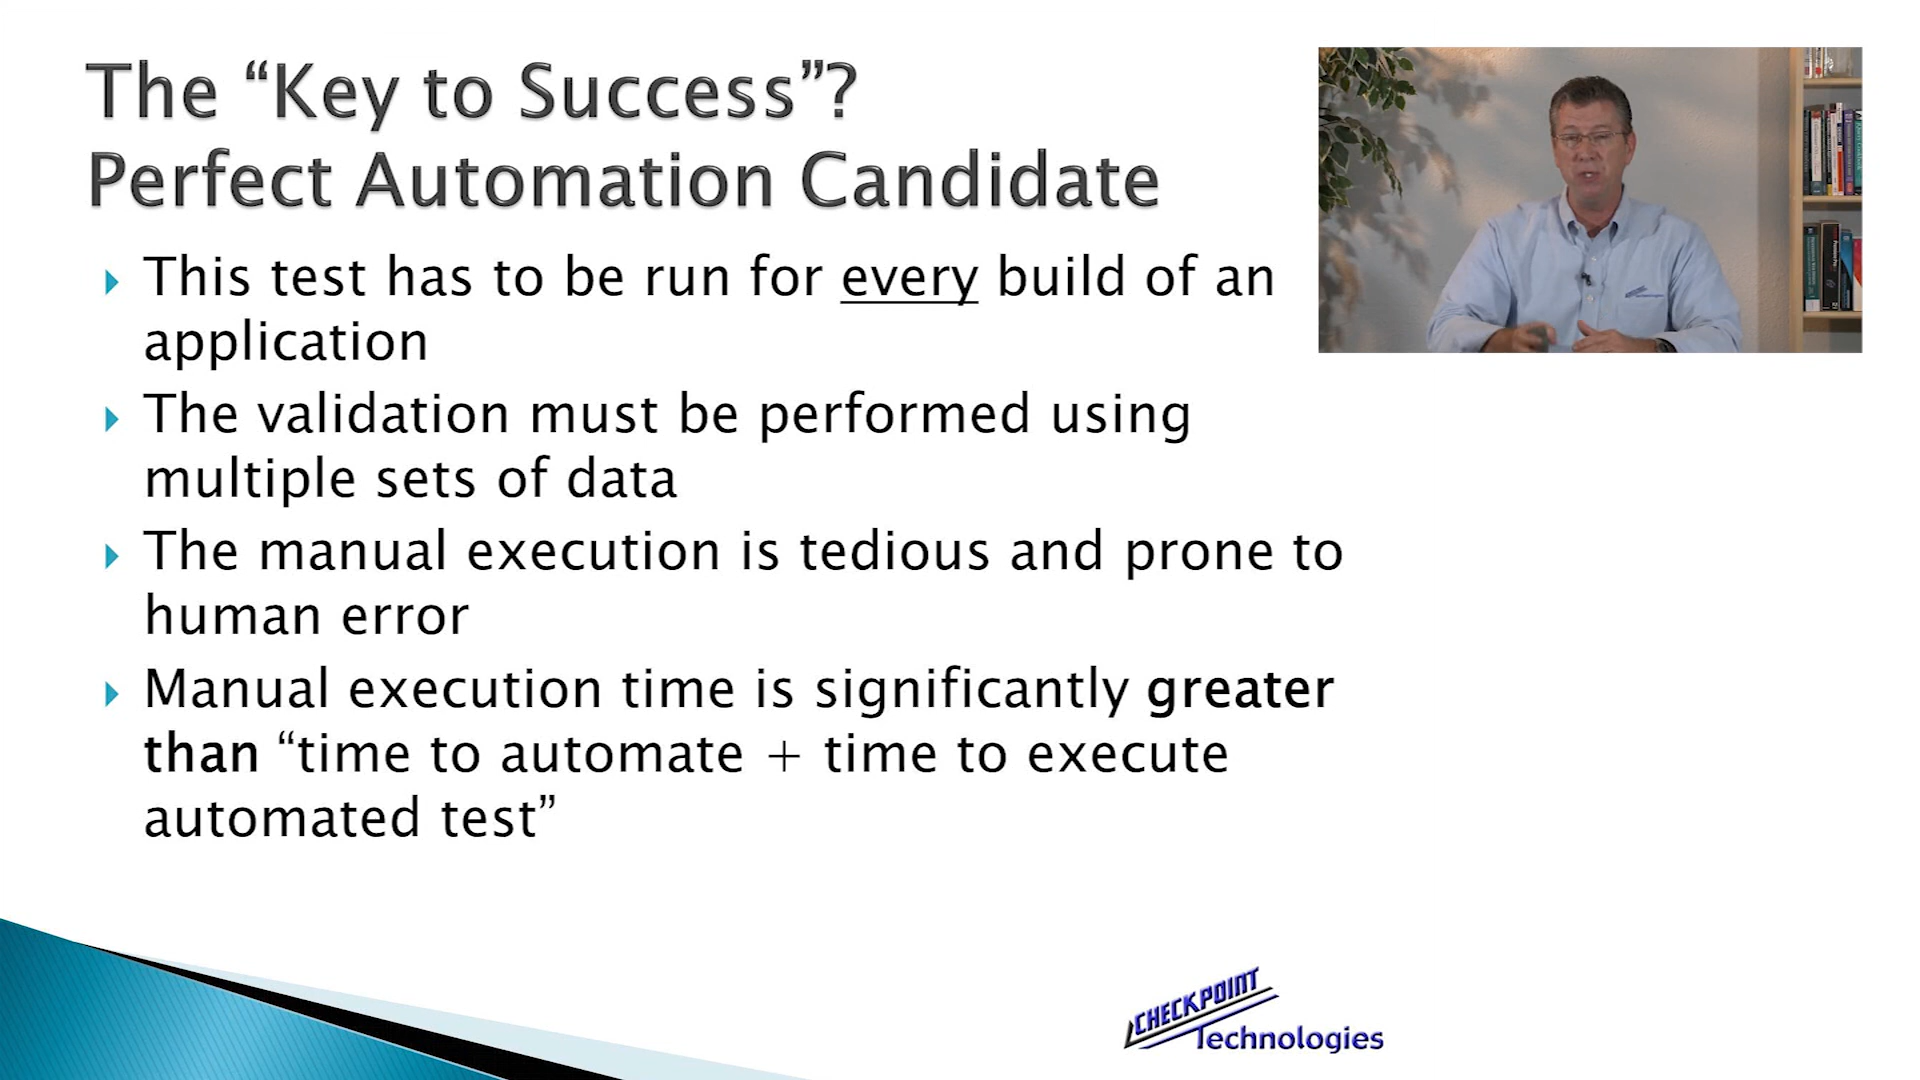 The “Key to Success”?
Perfect Automation Candidate
This test has to be run for every build of an
application
The validation must be performed using
multiple sets of data
The manual execution is tedious and prone to
human error
Manual execution time is significantly greater
than “time to automate + time to execute
automated test”
CHECKPOINT
Technologies